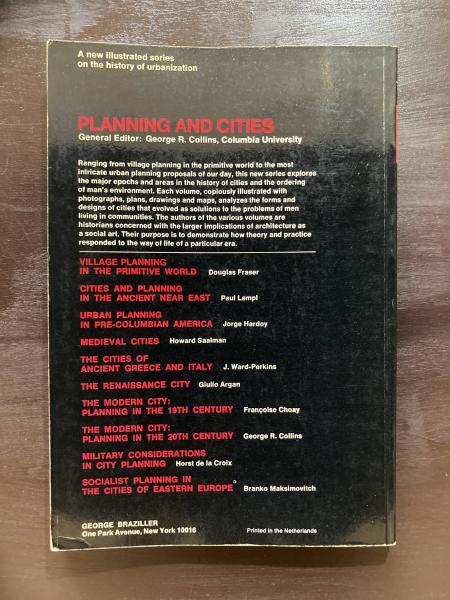 A new illustrated series
on the history of urbanization
PLANNING AND CITIES
General Editor: George R. Collins, Columbia University
Ranging from village planning in the primitive world to the most
intricate urban planning proposals of our day, this new series explores
the major epochs and areas in the history of cities and the ordering
of man's environment. Each volume, copiously illustrated with
photographs, plans, drawings and maps, analyzes the forms and
designs of cities that evolved as solutions to the problems of men
living in communities. The authors of the various volumes are
historians concerned with the larger implications of architecture as
a social art. Their purpose is to demonstrate how theory and practice
responded to the way of life of a particular era.
VILLAGE PLANNING
IN THE PRIMITIVE WORLD Douglas Fraser
CITIES AND PLANNING
IN THE ANCIENT NEAR EAST Paul Lampl
URBAN PLANNING
IN PRE-COLUMBIAN AMERICA Jorge Hardoy
MEDIEVAL CITIES Howard Saalman
THE CITIES OF
ANCIENT GREECE AND ITALY J. Ward-Perkins
THE RENAISSANCE CITY Giulio Argan
THE MODERN CITY:
PLANNING IN THE 19TH CENTURY Françoise Choay
THE MODERN CITY:
PLANNING IN THE 20TH CENTURY George R. Collins
MILITARY CONSIDERATIONS
IN CITY PLANNING Horst de la Croix
SOCIALIST PLANNING IN
THE CITIES OF EASTERN EUROPE Branko Maksimovitch
GEORGE BRAZILLER
One Park Avenue, New York 10016
Printed in the Netherlands